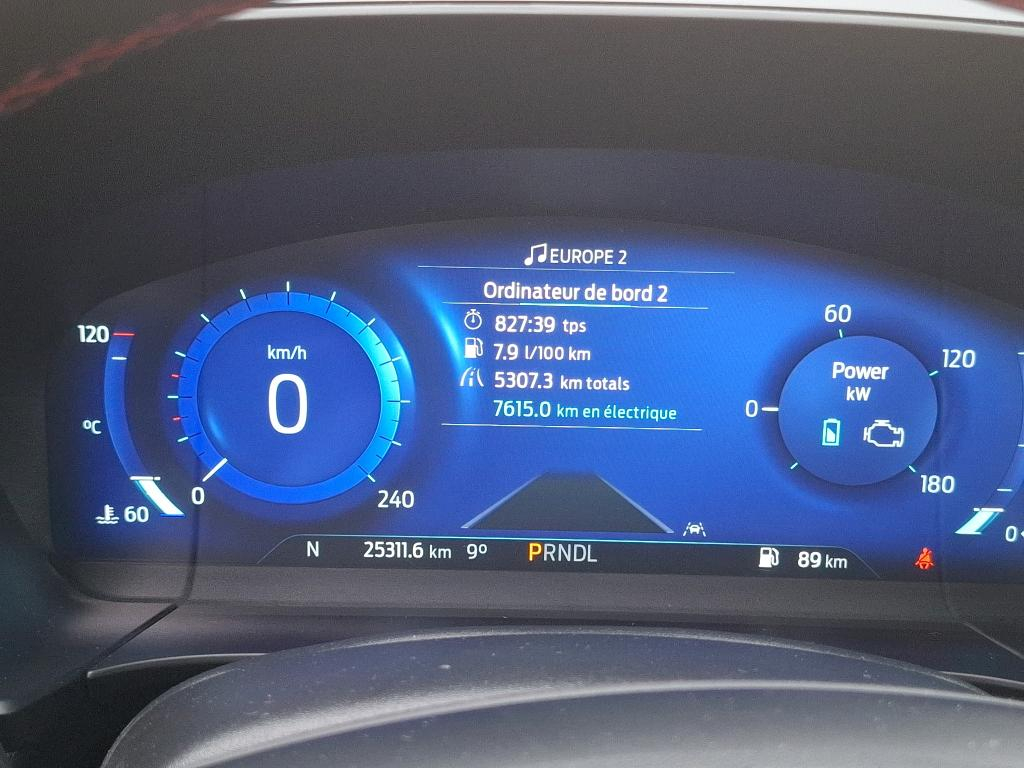 EUROPE 2
Ordinateur de bord 2
827:39 tps
7.9 l/100 km
5307.3 km totals
7615.0 km en électrique
120
°C
60
km/h
0
0
240
60
0
120
180
Power
kW
0
N 25311.6 km 9° PRNDL 89 km